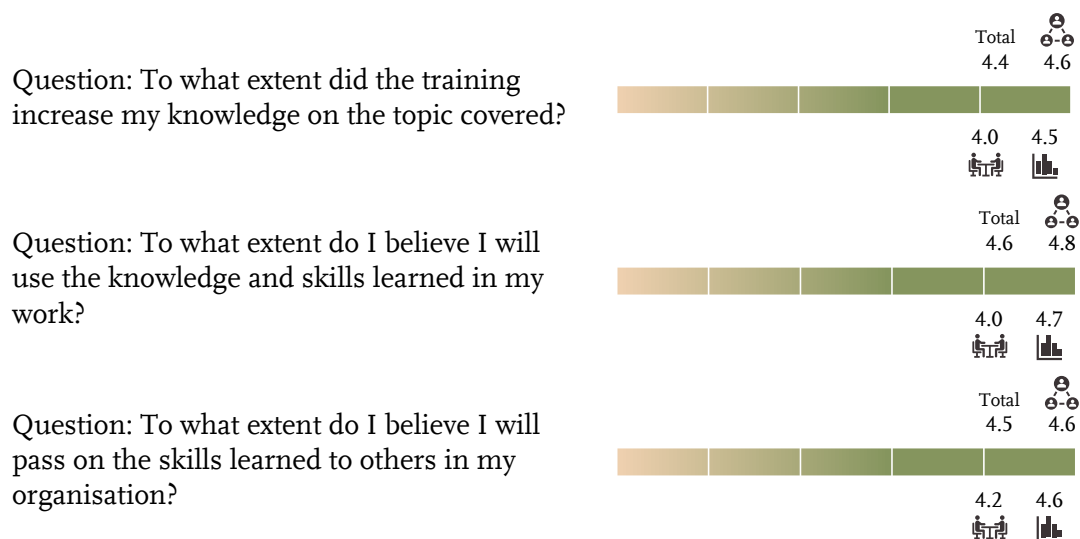 Total
4.4 4.6
Question: To what extent did the training
increase my knowledge on the topic covered?
4.0 4.5
Total
4.6 4.8
Question: To what extent do I believe I will
use the knowledge and skills learned in my
work?
4.0 4.7
Total
4.5 4.6
Question: To what extent do I believe I will
pass on the skills learned to others in my
organisation?
4.2 4.6